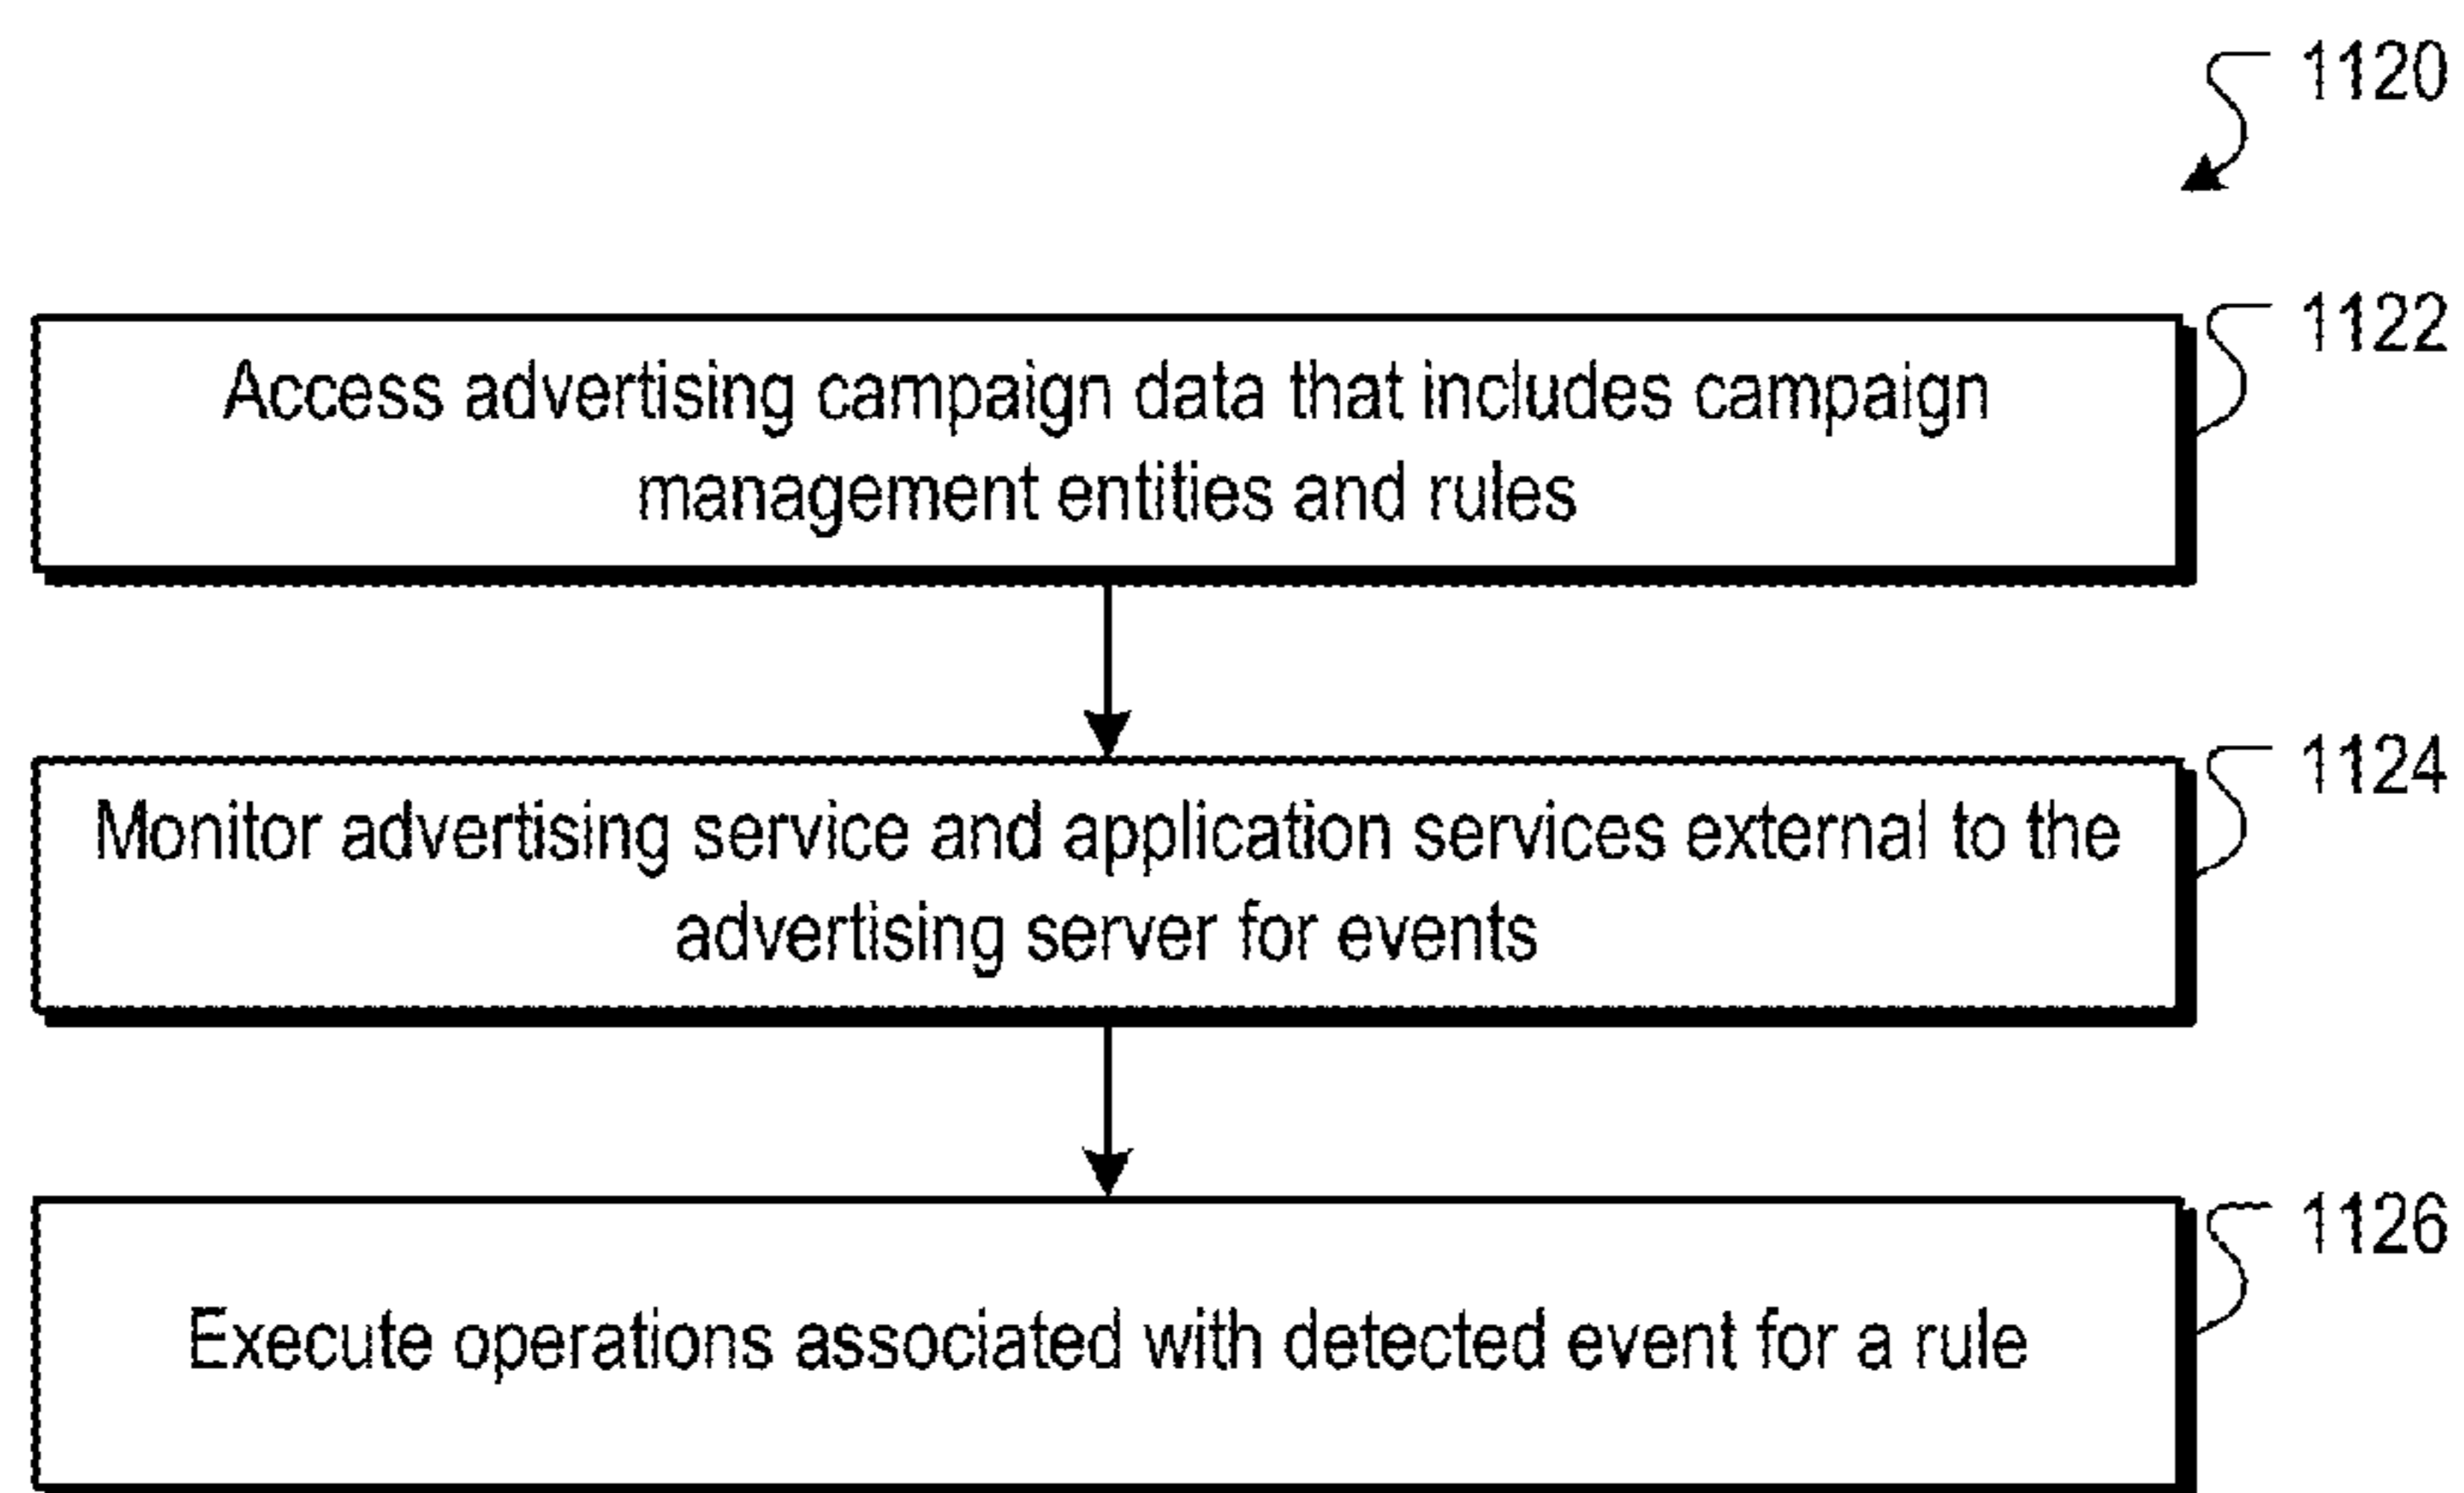 1120
1122
Access advertising campaign data that includes campaign
management entities and rules
1124
Monitor advertising service and application services external to the
advertising server for events
1126
Execute operations associated with detected event for a rule